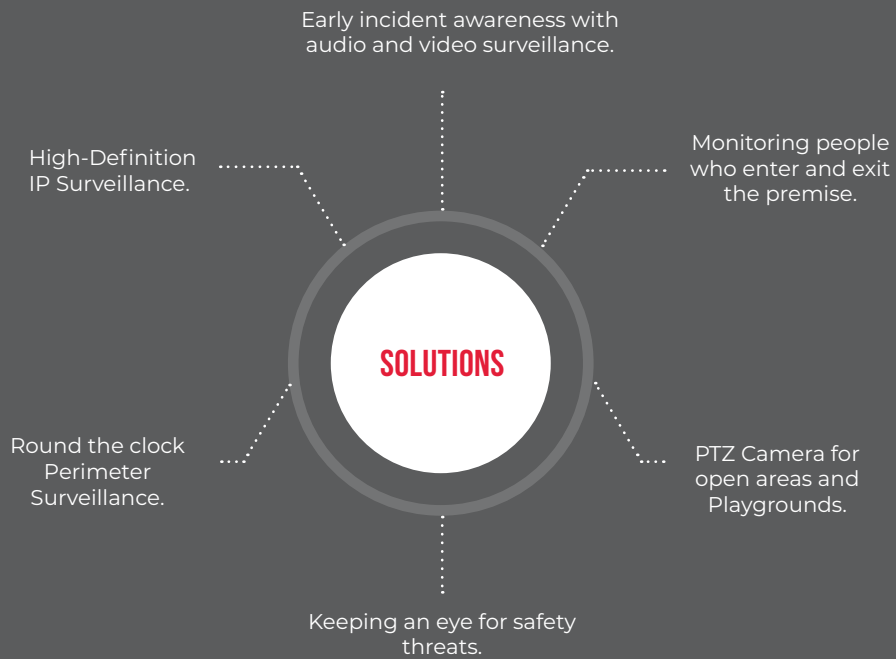 Early incident awareness with
audio and video surveillance.
High-Definition
IP Surveillance.
Monitoring people
who enter and exit
the premise.
SOLUTIONS
Round the clock
Perimeter
Surveillance.
PTZ Camera for
open areas and
Playgrounds.
Keeping an eye for safety
threats.